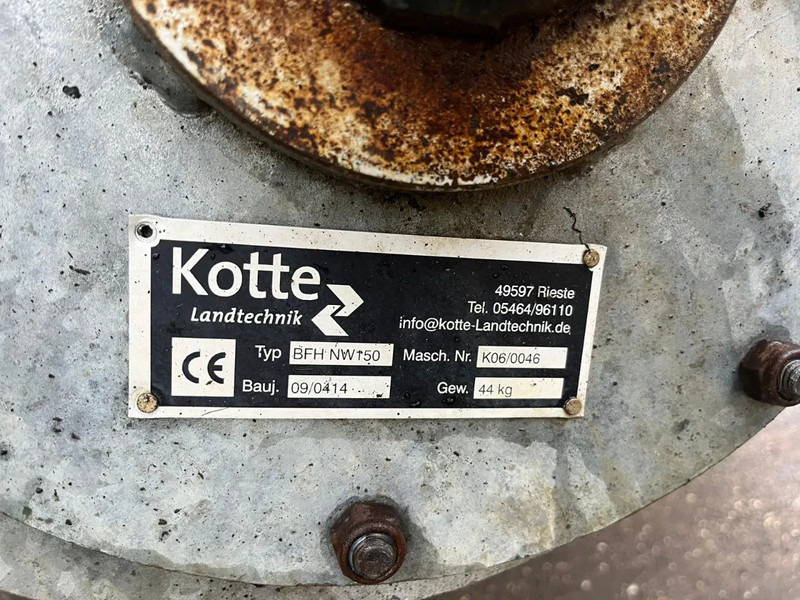 Kotte
Landtechnik
49597 Rieste
Tel. 05464/96110
info@kotte-Landtechnik.de
CE
Typ BFH NW150 Masch. Nr. K06/0046
Bauj. 09/0414 Gew. 44 kg